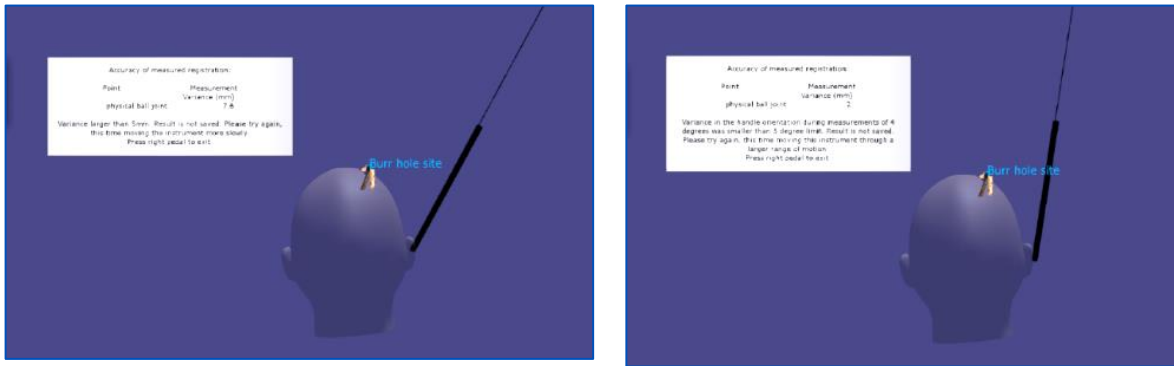 Accuracy of measured registration:
Point Measurement
Variance (mm)
physical ball joint 7.6
Variance larger than 5mm. Result is not saved. Please try again,
this time moving the instrument more slowly
Press right pedal to exit
Burr hole site
Accuracy of measured registration:
Point Measurement
Variance (mm)
physical ball joint 2
Variance in the handle orientation during measurements of 4
degrees was smaller than 5 degree limit. Result is not saved.
Please try again, this time moving this instrument through a
larger range of motion
Press right pedal to exit
Burr hole site